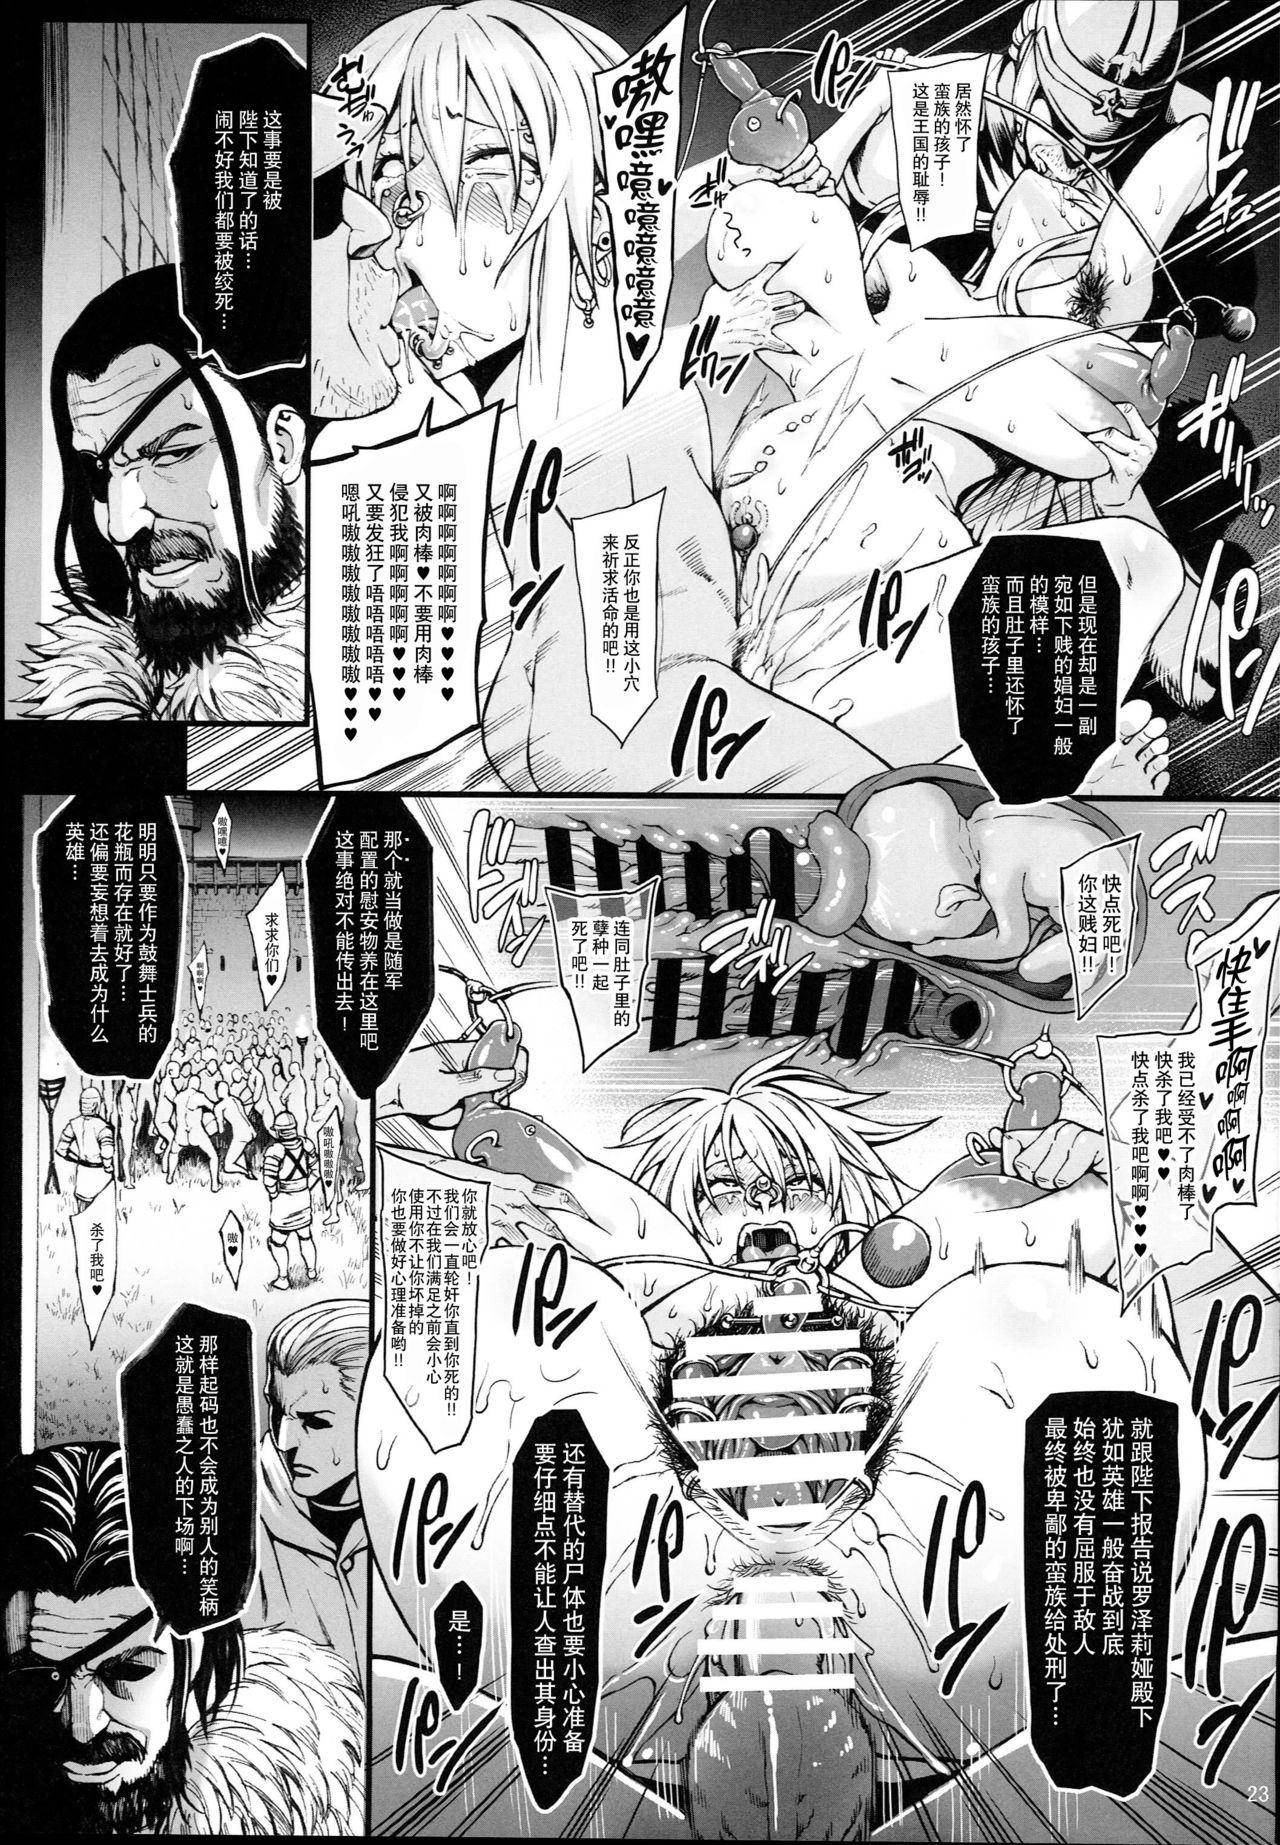 居然怀了
蛮族的孩子！
这是王国的耻辱!!
嗷嘿噫噫噫噫噫
但是现在却是一副
宛如下贱的娼妇一般
的模样…
而且肚子里还怀了
蛮族的孩子…
反正你也是用这小穴
来祈求活命的吧!!
啊啊啊啊啊啊啊♥♥♥
又被肉棒♥不要用肉棒
侵犯我啊啊啊啊♥♥♥
又要发狂了唔唔唔唔
嗯吼嗷嗷嗷嗷嗷嗷嗷♥♥♥
这事要是被
陛下知道了的话…
闹不好我们都要被绞死…
快点死吧！
你这贱妇!!
连同肚子里的
孽种一起
死了吧!!
快住手啊啊啊啊
我已经受不了肉棒了
快杀了我吧♥♥
快点杀了我吧啊啊♥♥♥
你就放心吧！
我们会一直轮奸你直到你死的!!
不过在我们满足之前会小心
使用你不让你坏掉的
你也要做好心理准备哟!!
就跟陛下报告说罗泽莉娅殿下
犹如英雄一般奋战到底
始终也没有屈服于敌人
最终被卑鄙的蛮族给处刑了…
还有替代的尸体也要小心准备
要仔细点不能让人查出其身份…
是…！
那个就当做是随军
配置的慰安物养在这里吧
这事绝对不能传出去！
嗷嘿噫♥
求求你们♥
啊啊♥
嗷吼嗷嗷♥
嗷♥
杀了我吧♥
明明只要作为鼓舞士兵的
花瓶而存在就好了…
还偏要妄想着去成为什么
英雄…
那样起码也不会成为别人的笑柄
这就是愚蠢之人的下场啊…
23